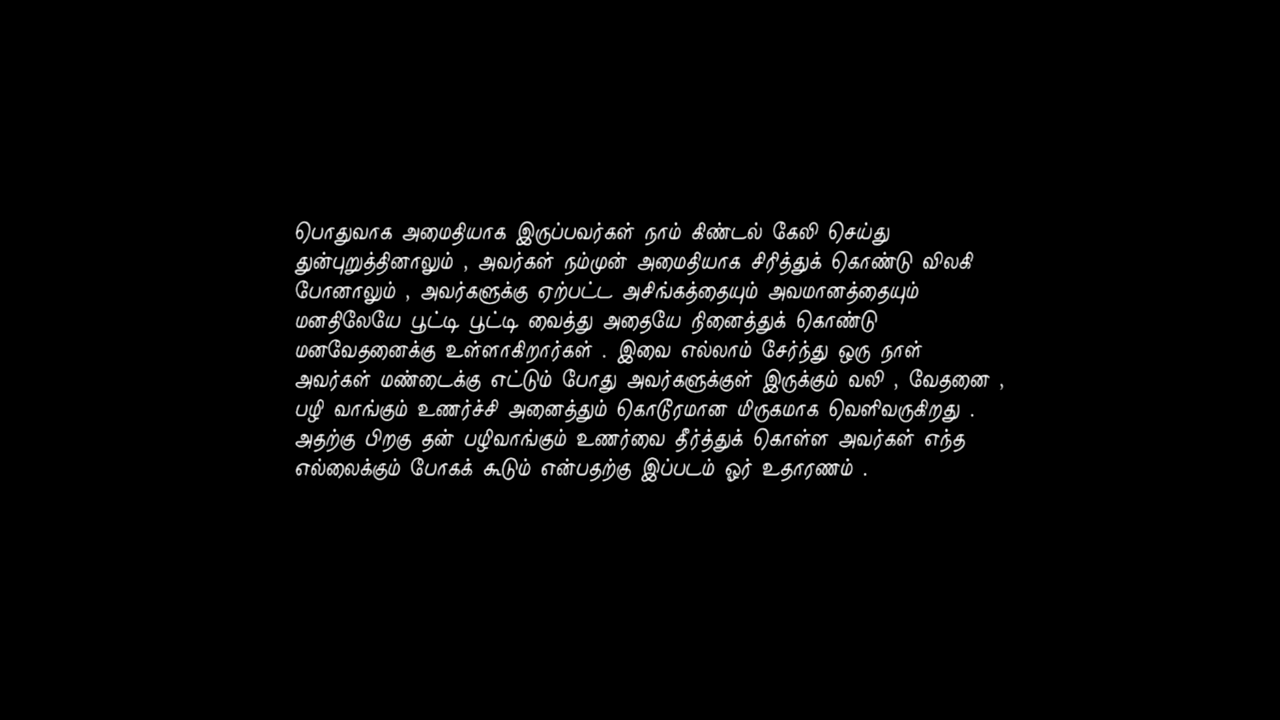 பொதுவாக அமைதியாக இருப்பவர்கள் நாம் கிண்டல் கேலி செய்து
துன்புறுத்தினாலும் , அவர்கள் நம்முன் அமைதியாக சிரித்துக் கொண்டு விலகி
போனாலும் , அவர்களுக்கு ஏற்பட்ட அசிங்கத்தையும் அவமானத்தையும்
மனதிலேயே பூட்டி பூட்டி வைத்து அதையே நினைத்துக் கொண்டு
மனவேதனைக்கு உள்ளாகிறார்கள் . இவை எல்லாம் சேர்ந்து ஒரு நாள்
அவர்கள் மண்டைக்கு எட்டும் போது அவர்களுக்குள் இருக்கும் வலி , வேதனை ,
பழி வாங்கும் உணர்ச்சி அனைத்தும் கொடூரமான மிருகமாக வெளிவருகிறது .
அதற்கு பிறகு தன் பழிவாங்கும் உணர்வை தீர்த்துக் கொள்ள அவர்கள் எந்த
எல்லைக்கும் போகக் கூடும் என்பதற்கு இப்படம் ஓர் உதாரணம் .